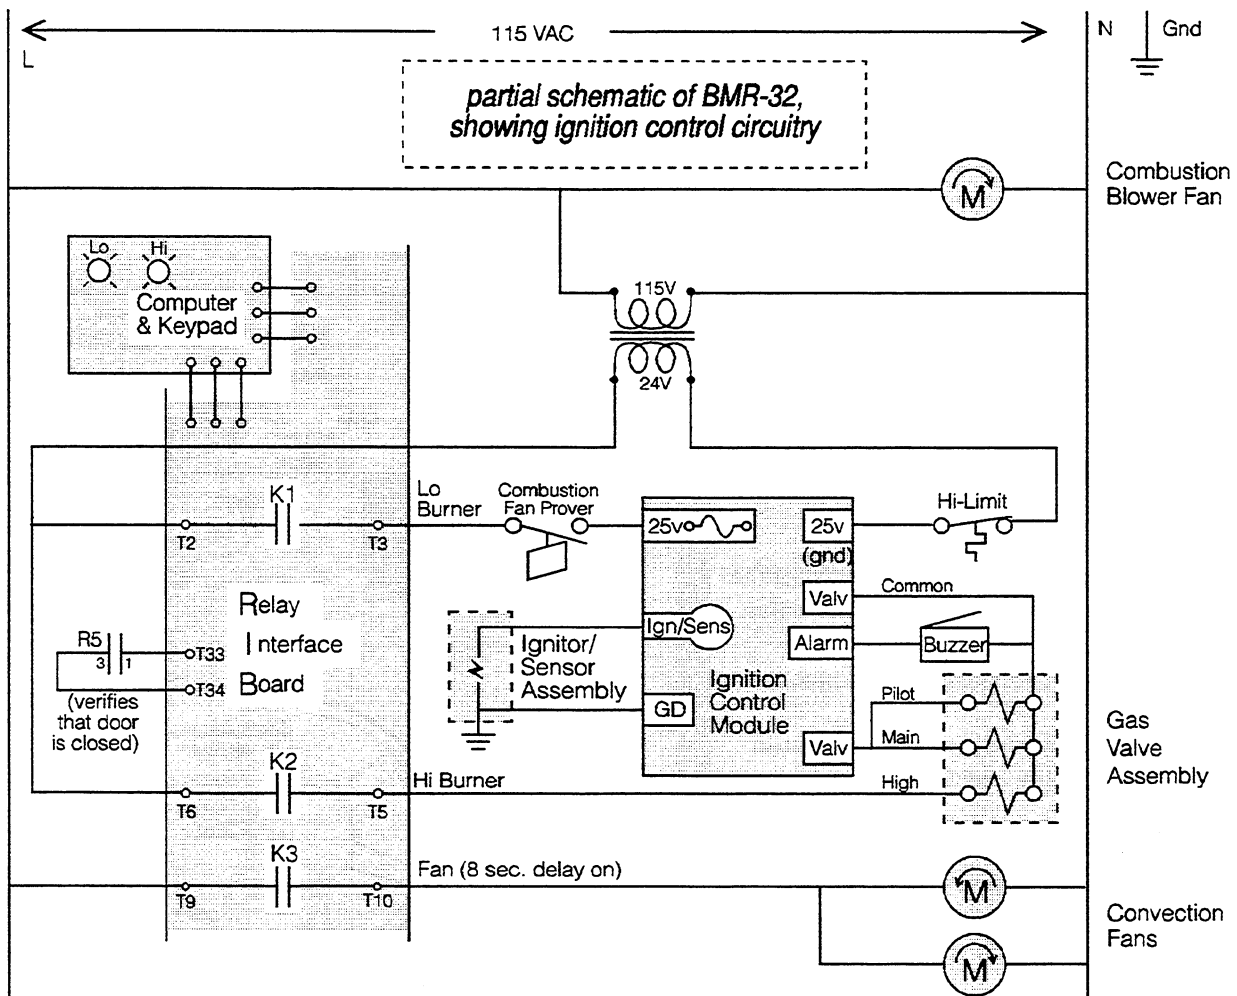 115 VAC
L
N
Gnd
partial schematic of BMR-32,
showing ignition control circuitry
M
Combustion
Blower Fan
Lo
Hi
Computer
& Keypad
115V
24V
K1
T2
T3
Lo
Burner
Combustion
Fan Prover
25v
25v
(gnd)
Hi-Limit
Relay
Interface
Board
R5
3
1
T33
T34
(verifies
that door
is closed)
Ignitor/
Sensor
Assembly
Ign/Sens
GD
Ignition
Control
Module
Valv
Common
Alarm
Buzzer
Pilot
Main
Valv
High
Gas
Valve
Assembly
K2
T6
T5
Hi Burner
K3
T9
T10
Fan (8 sec. delay on)
M
M
Convection
Fans